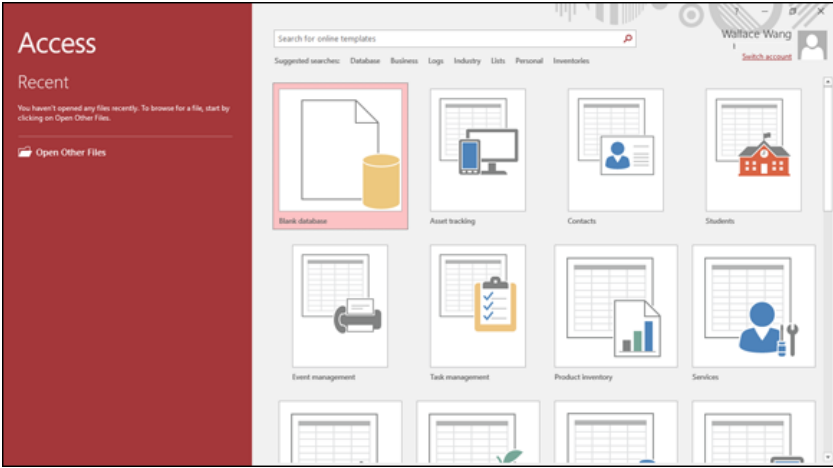 Access
Recent
You haven't opened any files recently. To browse for a file, start by
clicking on Open Other Files.
Open Other Files
Search for online templates
Suggested searches: Database Business Logs Industry Lists Personal Inventories
Wallace Wang
Switch account
Blank database
Asset tracking
Contacts
Students
Event management
Task management
Product inventory
Services